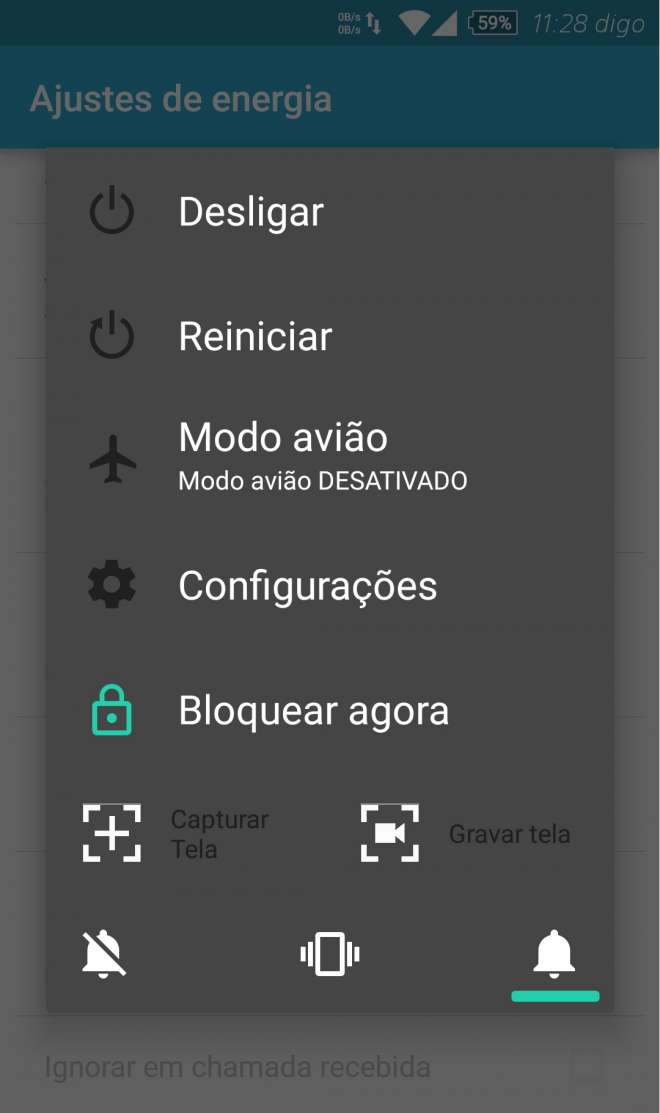 0B/s
0B/s
59% 11:28 digo
Ajustes de energia
Desligar
Reiniciar
Modo avião
Modo avião DESATIVADO
Configurações
Bloquear agora
Capturar
Tela
Gravar tela
Ignorar em chamada recebida